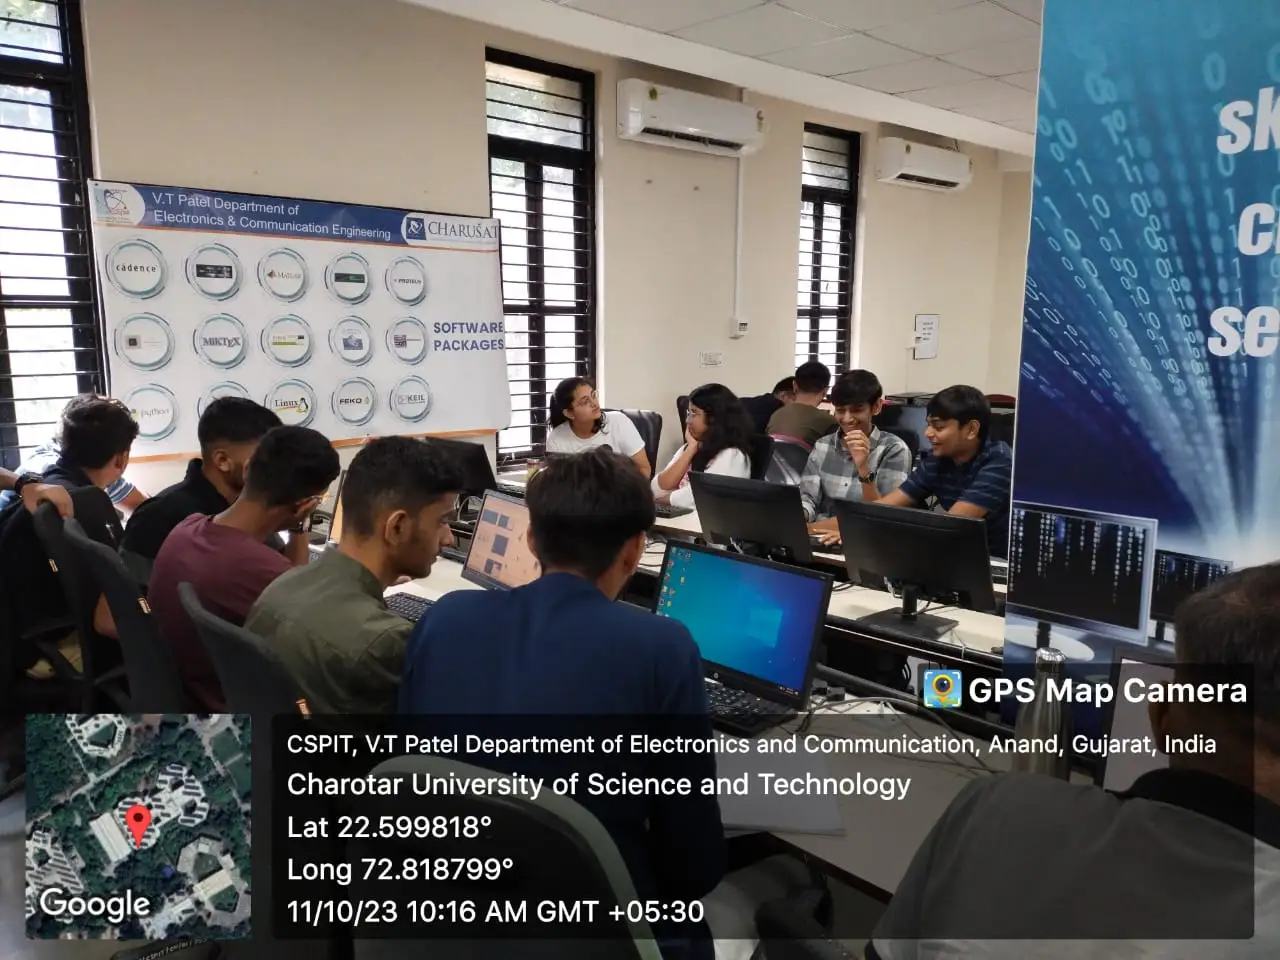 V.T Patel Department of
Electronics & Communication Engineering
CHARUSAT
cādence
MATLAB
PROTEUS
MiKTeX
SOFTWARE
PACKAGES
python
Linux
FEKO
KEIL
sk
c
se
GPS Map Camera
CSPIT, V.T Patel Department of Electronics and Communication, Anand, Gujarat, India
Charotar University of Science and Technology
Lat 22.599818°
Long 72.818799°
11/10/23 10:16 AM GMT +05:30
Google